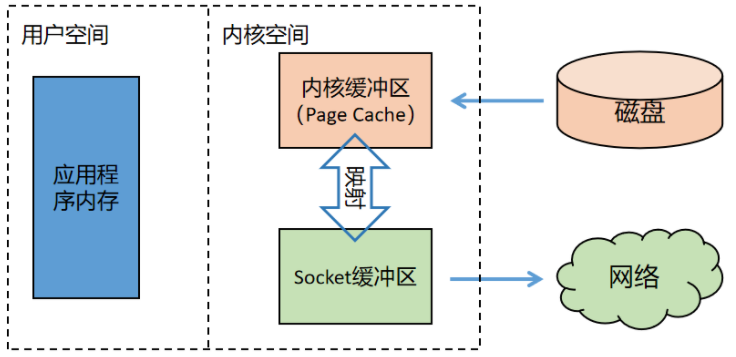 用户空间
内核空间
应用程
序内存
内核缓冲区
（Page Cache）
映射
Socket缓冲区
磁盘
网络